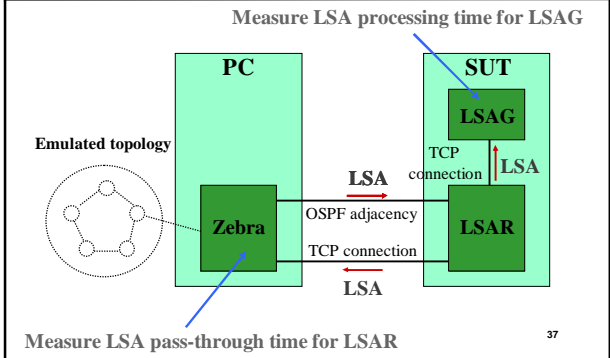 Measure LSA processing time for LSAG
PC
SUT
LSAG
Emulated topology
TCP
connection
LSA
LSA
Zebra
OSPF adjacency
LSAR
TCP connection
LSA
Measure LSA pass-through time for LSAR
37